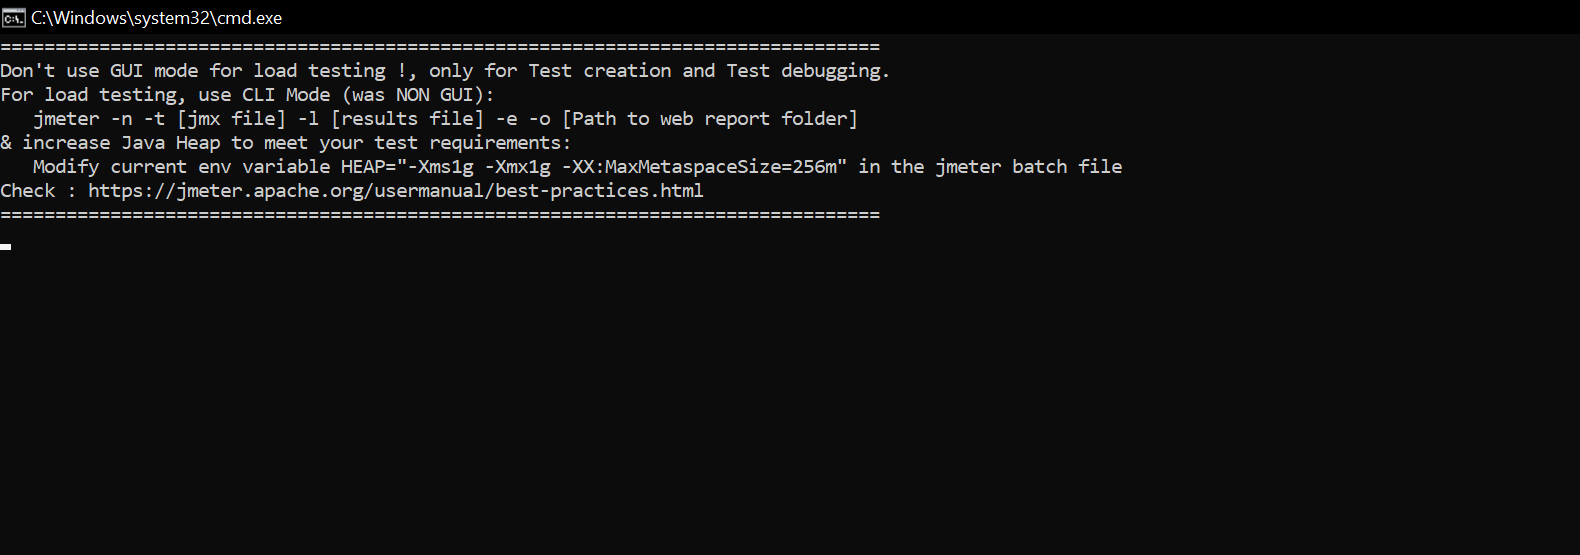 C:\Windows\system32\cmd.exe
================================================================================
Don't use GUI mode for load testing !, only for Test creation and Test debugging.
For load testing, use CLI Mode (was NON GUI):
   jmeter -n -t [jmx file] -l [results file] -e -o [Path to web report folder]
& increase Java Heap to meet your test requirements:
   Modify current env variable HEAP="-Xms1g -Xmx1g -XX:MaxMetaspaceSize=256m" in the jmeter batch file
Check : https://jmeter.apache.org/usermanual/best-practices.html
================================================================================